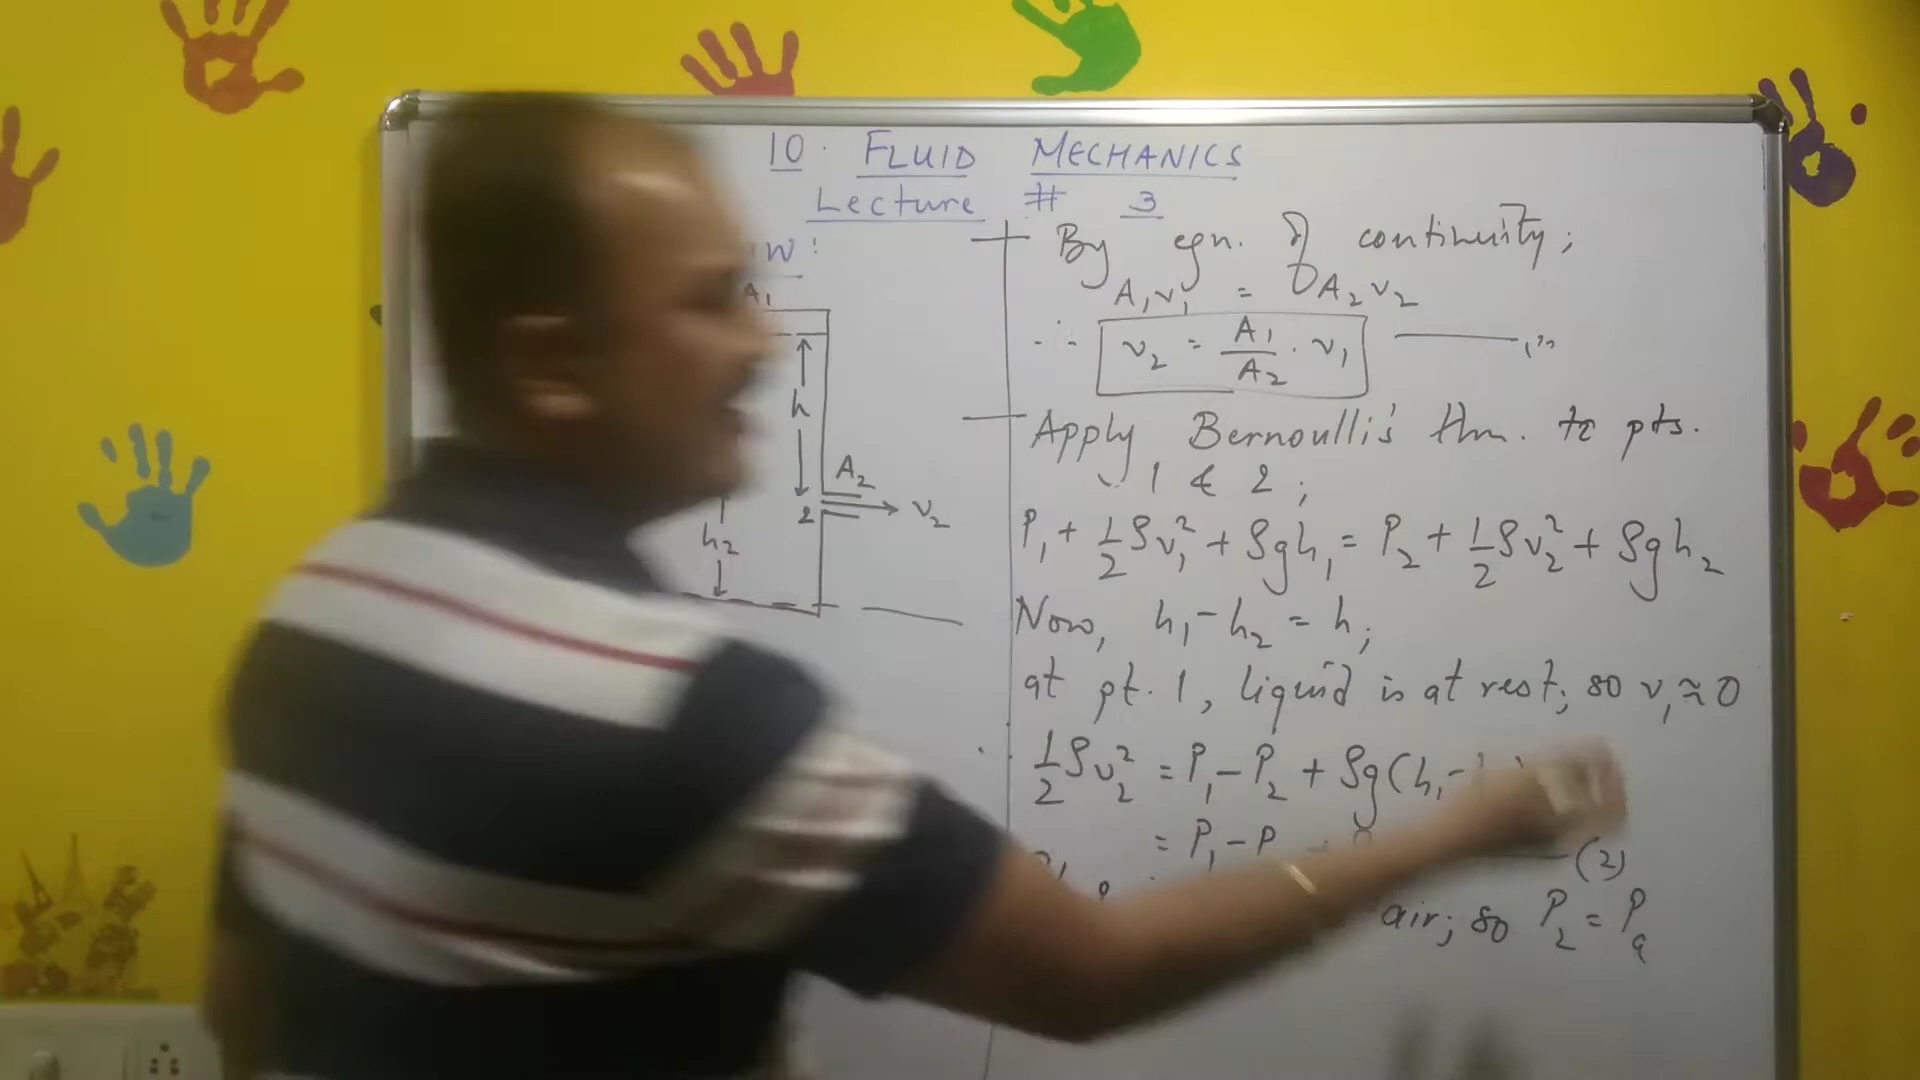 10. FLUID MECHANICS
Lecture # 3
A₁
h
A₂
2
v₂
h₂
By eqn. of continuity;
A₁v₁ = A₂v₂
∴ v₂ = A₁/A₂ · v₁ (1)
Apply Bernoulli's thm. to pts.
1 & 2;
P₁ + 1/2 ρv₁² + ρgh₁ = P₂ + 1/2 ρv₂² + ρgh₂
Now, h₁ - h₂ = h;
at pt. 1, liquid is at rest; so v₁ ≈ 0
1/2 ρv₂² = P₁ - P₂ + ρg(h₁ -
= P₁ - P (2)
air; so P₂ = Pₐ